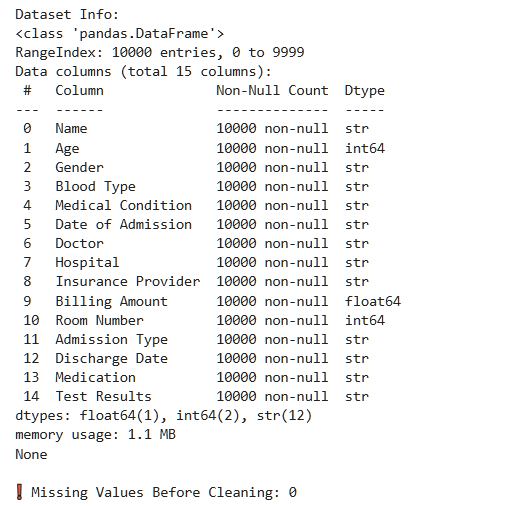 Dataset Info:
<class 'pandas.DataFrame'>
RangeIndex: 10000 entries, 0 to 9999
Data columns (total 15 columns):
 #   Column              Non-Null Count  Dtype
---  ------              --------------  -----
 0   Name                10000 non-null  str
 1   Age                 10000 non-null  int64
 2   Gender              10000 non-null  str
 3   Blood Type          10000 non-null  str
 4   Medical Condition   10000 non-null  str
 5   Date of Admission   10000 non-null  str
 6   Doctor              10000 non-null  str
 7   Hospital            10000 non-null  str
 8   Insurance Provider  10000 non-null  str
 9   Billing Amount      10000 non-null  float64
 10  Room Number         10000 non-null  int64
 11  Admission Type      10000 non-null  str
 12  Discharge Date      10000 non-null  str
 13  Medication          10000 non-null  str
 14  Test Results        10000 non-null  str
dtypes: float64(1), int64(2), str(12)
memory usage: 1.1 MB
None
❗ Missing Values Before Cleaning: 0